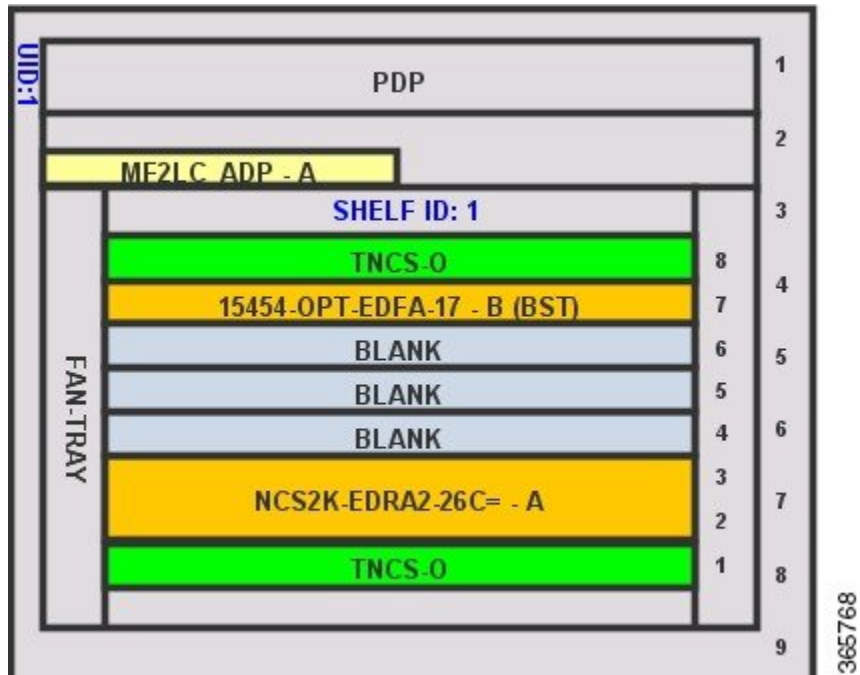 UID:1
PDP
1
2
MF2LC_ADP - A
SHELF ID: 1
3
TNCS-O
8
4
15454-OPT-EDFA-17 - B (BST)
7
BLANK
6
5
BLANK
5
BLANK
4
6
FAN-TRAY
NCS2K-EDRA2-26C= - A
3
2
7
TNCS-O
1
8
9
365768